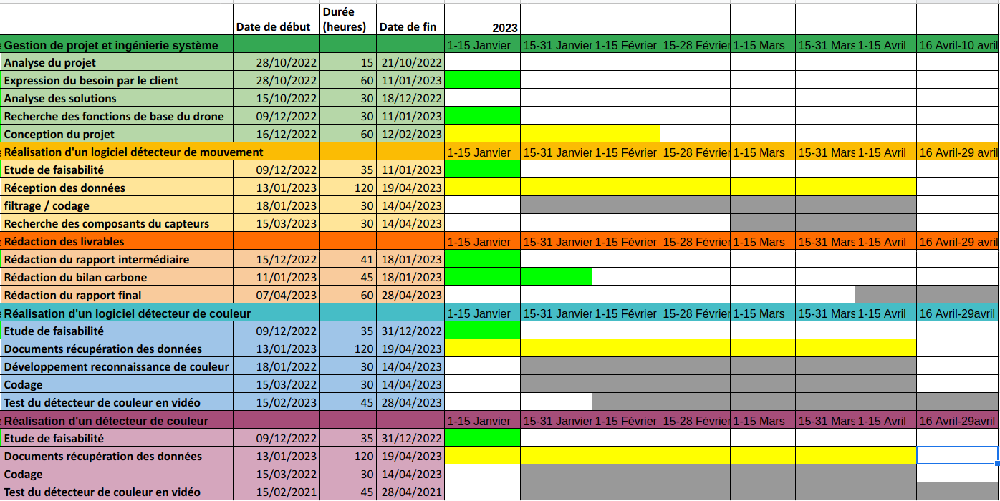 Date de début Durée (heures) Date de fin 2023
Gestion de projet et ingénierie système 1-15 Janvier 15-31 Janvier 1-15 Février 15-28 Février 1-15 Mars 15-31 Mars 1-15 Avril 16 Avril-10 avril
Analyse du projet 28/10/2022 15 21/10/2022
Expression du besoin par le client 28/10/2022 60 11/01/2023
Analyse des solutions 15/10/2022 30 18/12/2022
Recherche des fonctions de base du drone 09/12/2022 30 11/01/2023
Conception du projet 16/12/2022 60 12/02/2023
Réalisation d'un logiciel détecteur de mouvement 1-15 Janvier 15-31 Janvier 1-15 Février 15-28 Février 1-15 Mars 15-31 Mars 1-15 Avril 16 Avril-29 avril
Etude de faisabilité 09/12/2022 35 11/01/2023
Réception des données 13/01/2023 120 19/04/2023
filtrage / codage 18/01/2023 30 14/04/2023
Recherche des composants du capteurs 15/03/2023 30 14/04/2023
Rédaction des livrables 1-15 Janvier 15-31 Janvier 1-15 Février 15-28 Février 1-15 Mars 15-31 Mars 1-15 Avril 16 Avril-29 avril
Rédaction du rapport intermédiaire 15/12/2022 41 18/01/2023
Rédaction du bilan carbone 11/01/2023 45 18/01/2023
Rédaction du rapport final 07/04/2023 60 28/04/2023
Réalisation d'un logiciel détecteur de couleur 1-15 Janvier 15-31 Janvier 1-15 Février 15-28 Février 1-15 Mars 15-31 Mars 1-15 Avril 16 Avril-29avril
Etude de faisabilité 09/12/2022 35 31/12/2022
Documents récupération des données 13/01/2023 120 19/04/2023
Développement reconnaissance de couleur 18/01/2022 30 14/04/2023
Codage 15/03/2022 30 14/04/2023
Test du détecteur de couleur en vidéo 15/02/2023 45 28/04/2023
Réalisation d'un détecteur de couleur 1-15 Janvier 15-31 Janvier 1-15 Février 15-28 Février 1-15 Mars 15-31 Mars 1-15 Avril 16 Avril-29avril
Etude de faisabilité 09/12/2022 35 31/12/2022
Documents récupération des données 13/01/2023 120 19/04/2023
Codage 15/03/2022 30 14/04/2023
Test du détecteur de couleur en vidéo 15/02/2021 45 28/04/2021